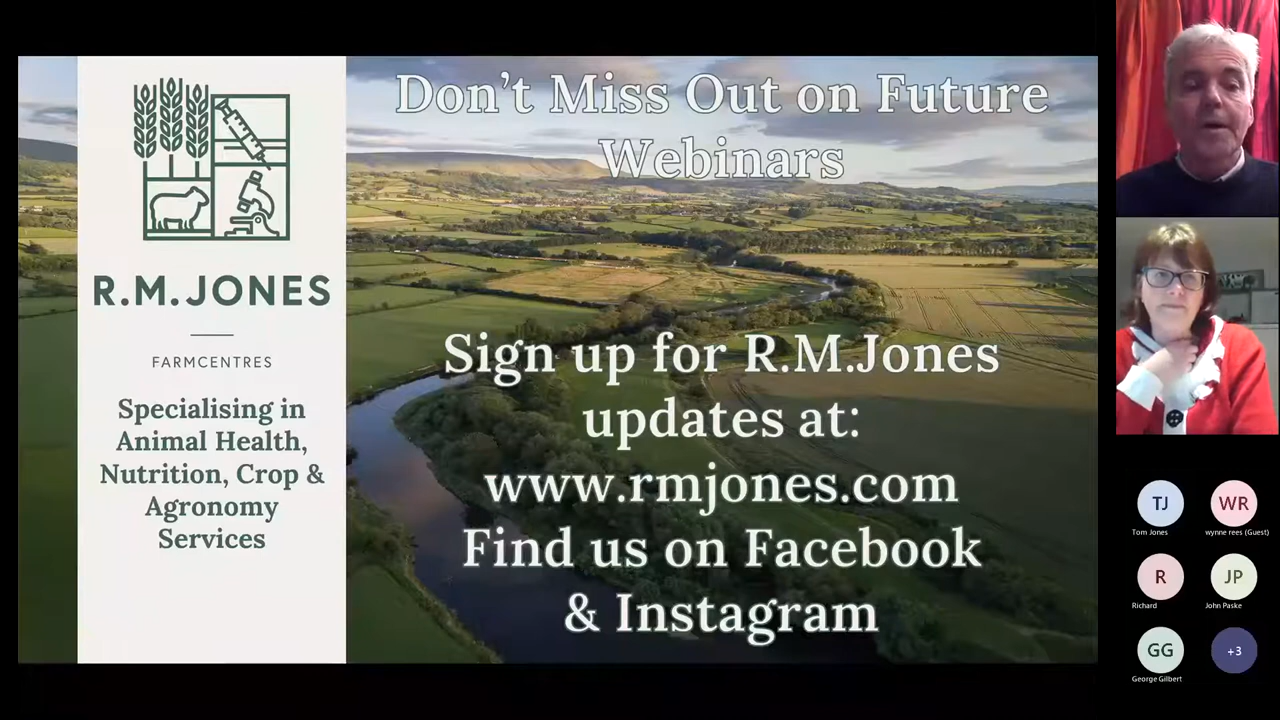 R.M.JONES
FARMCENTRES
Specialising in
Animal Health,
Nutrition, Crop &
Agronomy
Services
Don't Miss Out on Future
Webinars
Sign up for R.M.Jones
updates at:
www.rmjones.com
Find us on Facebook
& Instagram
TJ
Tom Jones
WR
wynne rees (Guest)
R
Richard
JP
John Paske
GG
George Gilbert
+3